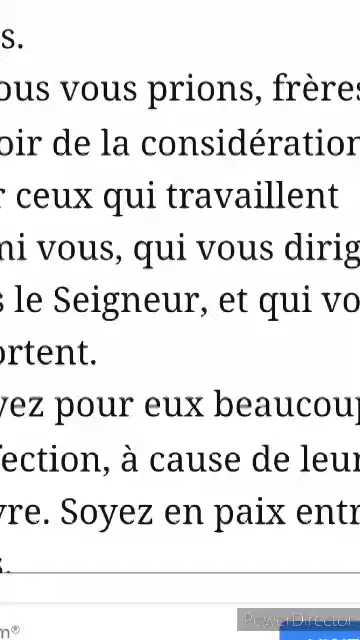 s.
ous vous prions, frères
oir de la considération
r ceux qui travaillent
mi vous, qui vous dirig
s le Seigneur, et qui vo
ortent.
yez pour eux beaucoup
fection, à cause de leur
vre. Soyez en paix entr
s.
m®
PowerDirector